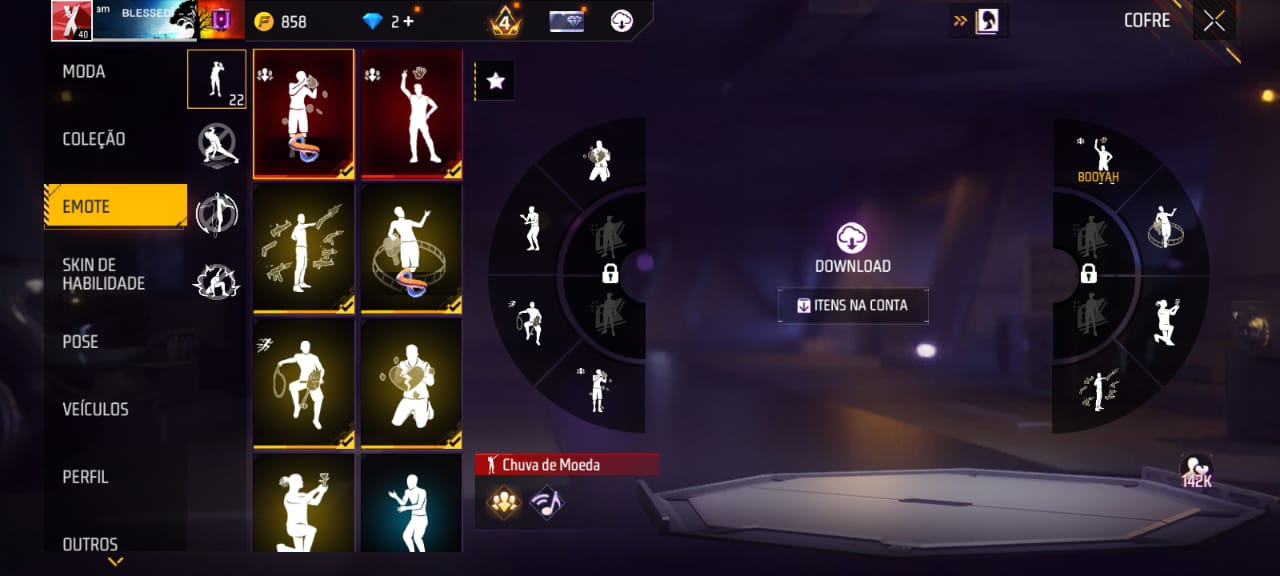 am
BLESSED
40
858
2+
4
COFRE
MODA
22
COLEÇÃO
EMOTE
SKIN DE
HABILIDADE
POSE
VEÍCULOS
PERFIL
OUTROS
DOWNLOAD
ITENS NA CONTA
BOOYAH
Chuva de Moeda
142K